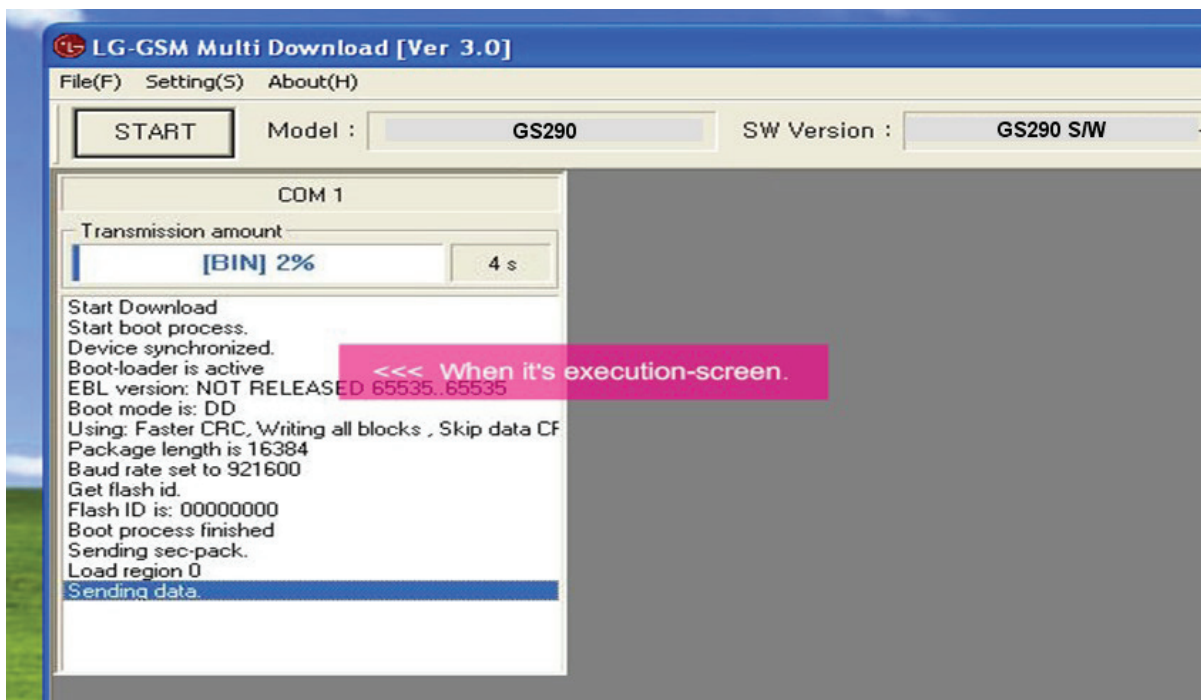 LG-GSM Multi Download [Ver 3.0]
File(F) Setting(S) About(H)
START Model : GS290 SW Version : GS290 S/W
COM 1
Transmission amount
[BIN] 2% 4 s
Start Download
Start boot process.
Device synchronized.
Boot-loader is active
<<< When it's execution-screen.
EBL version: NOT RELEASED 65535..65535
Boot mode is: DD
Using: Faster CRC, Writing all blocks , Skip data CF
Package length is 16384
Baud rate set to 921600
Get flash id.
Flash ID is: 00000000
Boot process finished
Sending sec-pack.
Load region 0
Sending data.